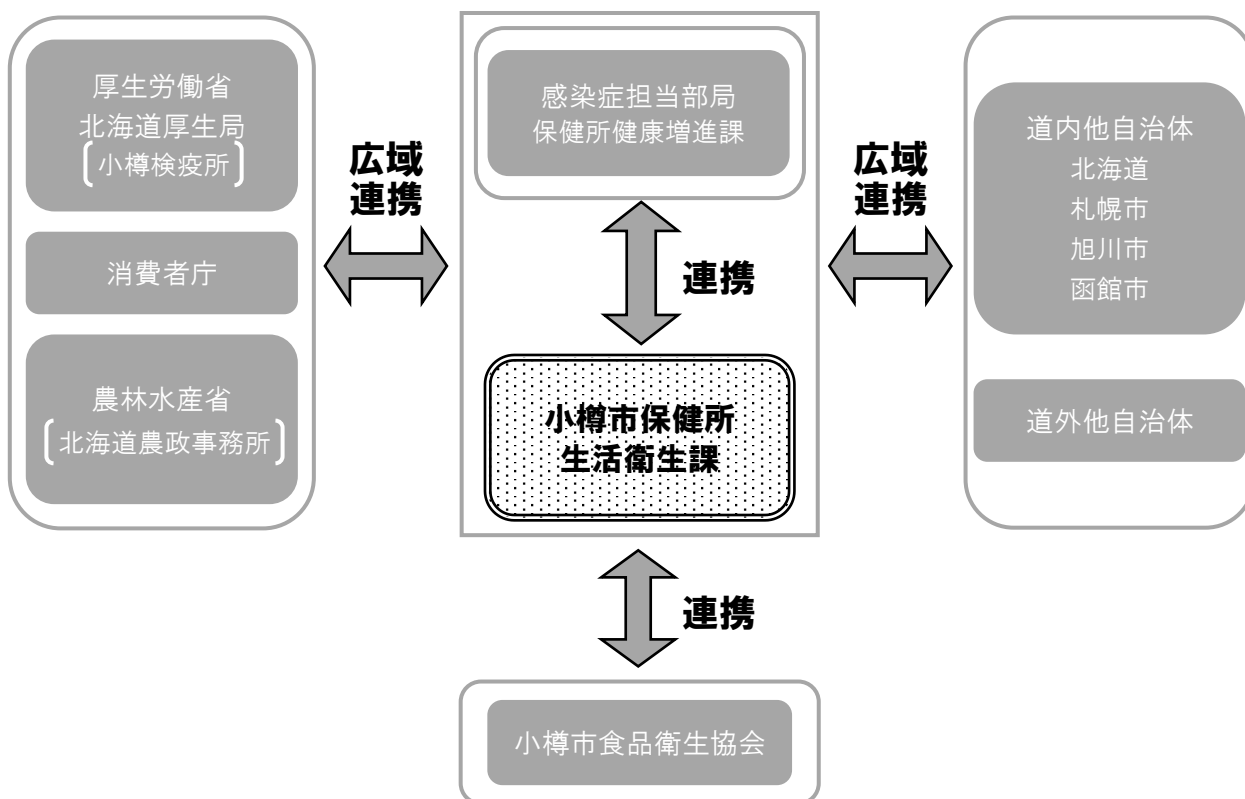 厚生労働省
北海道厚生局
[小樽検疫所]
消費者庁
農林水産省
[北海道農政事務所]
広域
連携
感染症担当部局
保健所健康増進課
連携
小樽市保健所
生活衛生課
広域
連携
道内他自治体
北海道
札幌市
旭川市
函館市
道外他自治体
連携
小樽市食品衛生協会